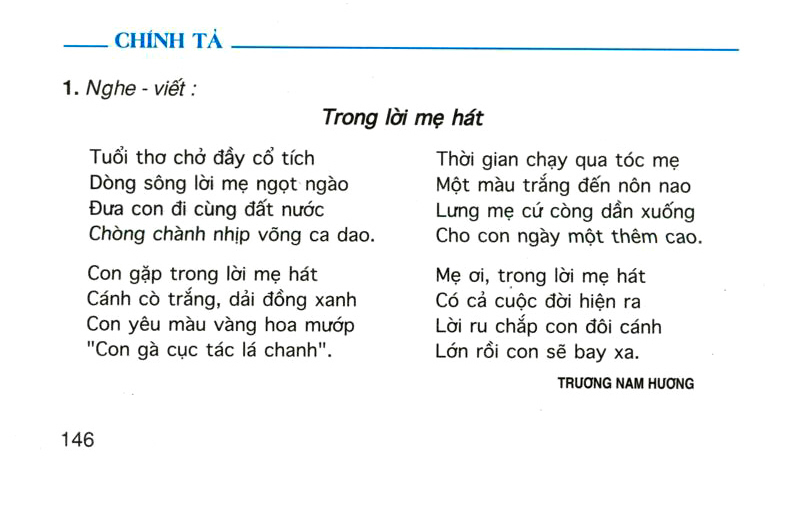 CHÍNH TẢ
1. Nghe - viết :
Trong lời mẹ hát
Tuổi thơ chở đầy cổ tích
Dòng sông lời mẹ ngọt ngào
Đưa con đi cùng đất nước
Chòng chành nhịp võng ca dao.
Con gặp trong lời mẹ hát
Cánh cò trắng, dải đồng xanh
Con yêu màu vàng hoa mướp
"Con gà cục tác lá chanh".
Thời gian chạy qua tóc mẹ
Một màu trắng đến nôn nao
Lưng mẹ cứ còng dần xuống
Cho con ngày một thêm cao.
Mẹ ơi, trong lời mẹ hát
Có cả cuộc đời hiện ra
Lời ru chắp con đôi cánh
Lớn rồi con sẽ bay xa.
TRƯƠNG NAM HƯƠNG
146